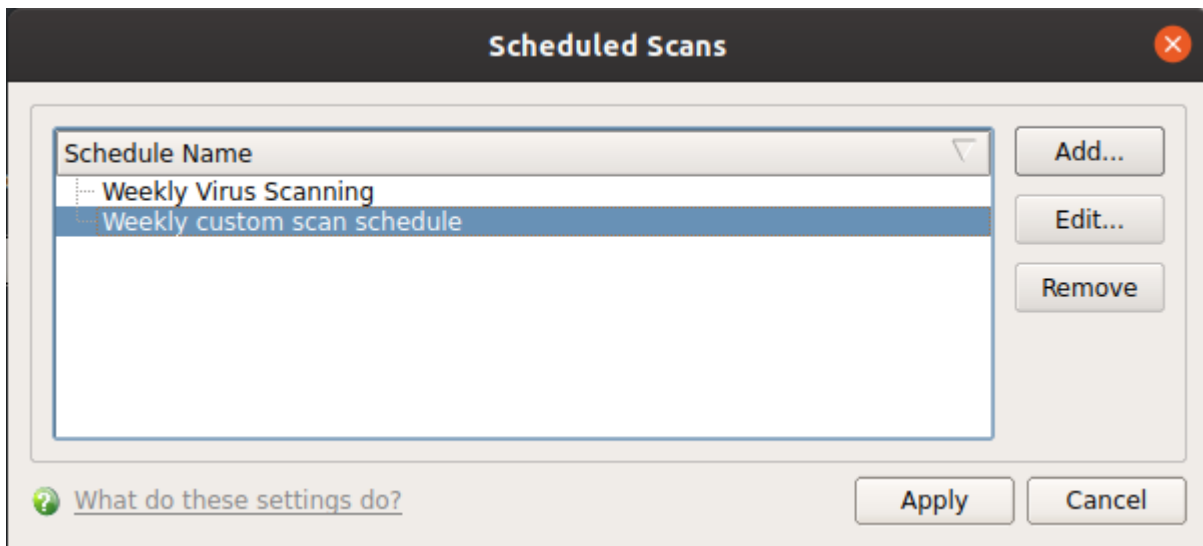 Scheduled Scans
Schedule Name
Weekly Virus Scanning
Weekly custom scan schedule
Add...
Edit...
Remove
What do these settings do?
Apply
Cancel